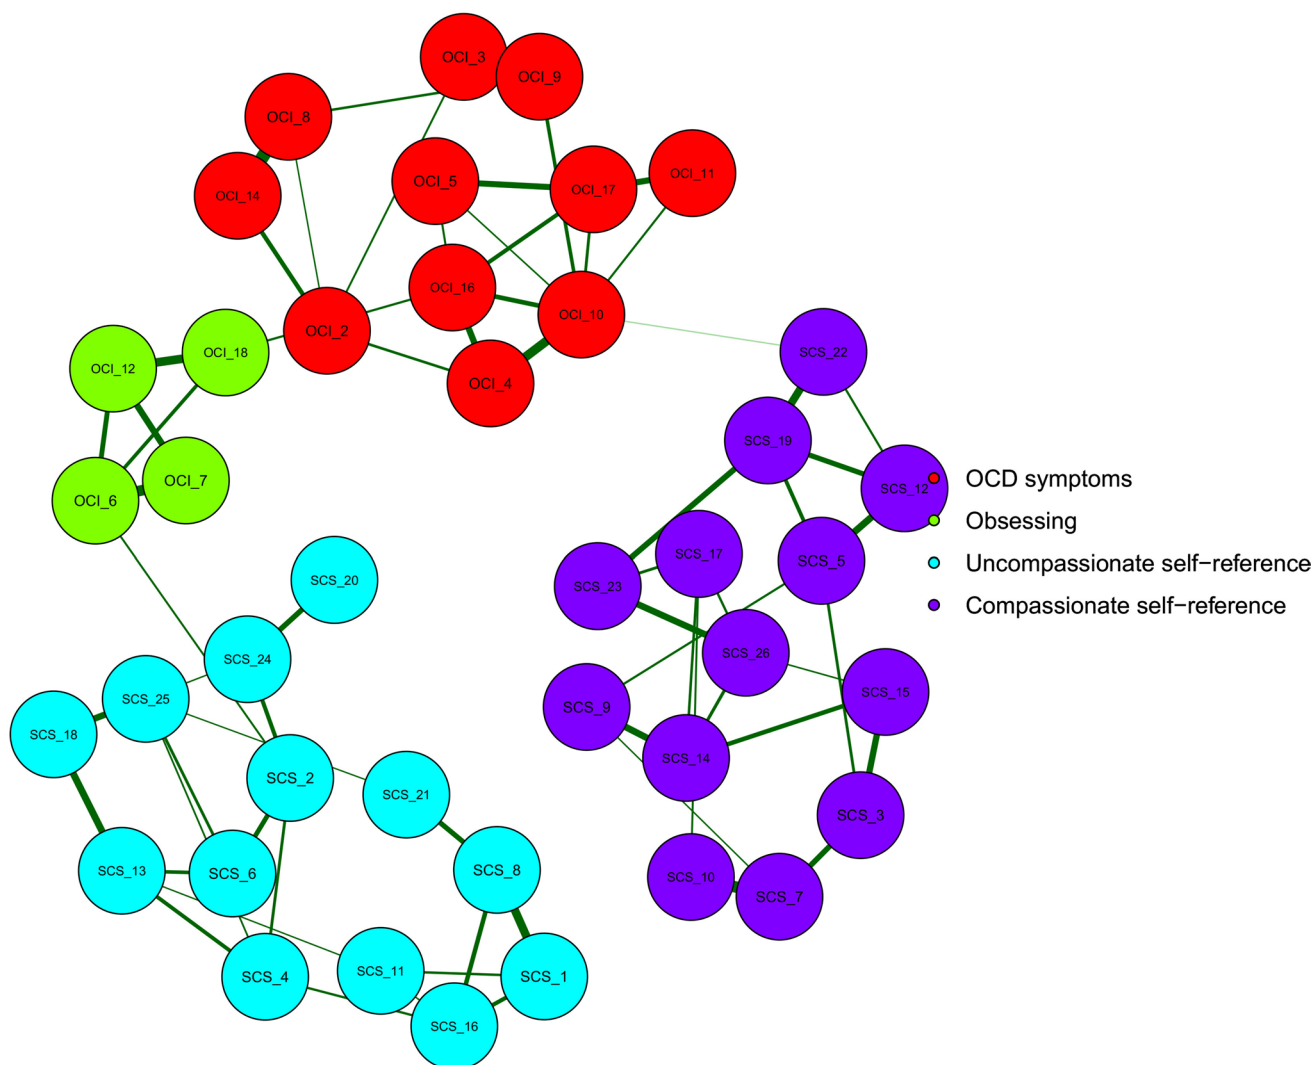 OCI_3
OCI_9
OCI_8
OCI_5
OCI_17
OCI_11
OCI_14
OCI_16
OCI_10
OCI_2
OCI_18
OCI_12
OCI_4
SCS_22
SCS_19
OCI_7
OCI_6
SCS_12
OCD symptoms
Obsessing
Uncompassionate self−reference
Compassionate self−reference
SCS_17
SCS_5
SCS_20
SCS_23
SCS_24
SCS_26
SCS_25
SCS_15
SCS_9
SCS_18
SCS_14
SCS_2
SCS_21
SCS_3
SCS_13
SCS_6
SCS_8
SCS_10
SCS_7
SCS_4
SCS_11
SCS_1
SCS_16